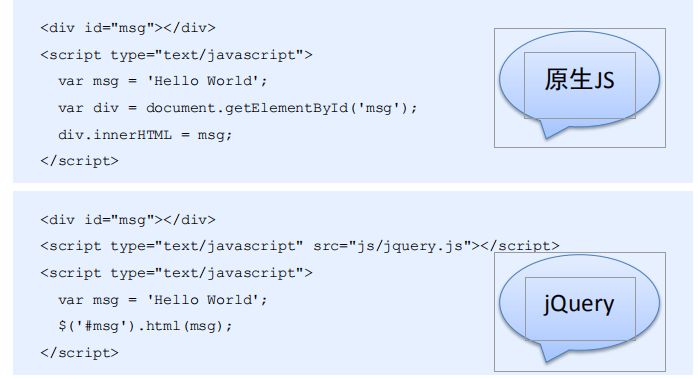 <div id="msg"></div>
<script type="text/javascript">
var msg = 'Hello World';
var div = document.getElementById('msg');
div.innerHTML = msg;
</script>
原生JS
<div id="msg"></div>
<script type="text/javascript" src="js/jquery.js"></script>
<script type="text/javascript">
var msg = 'Hello World';
$('#msg').html(msg);
</script>
jQuery